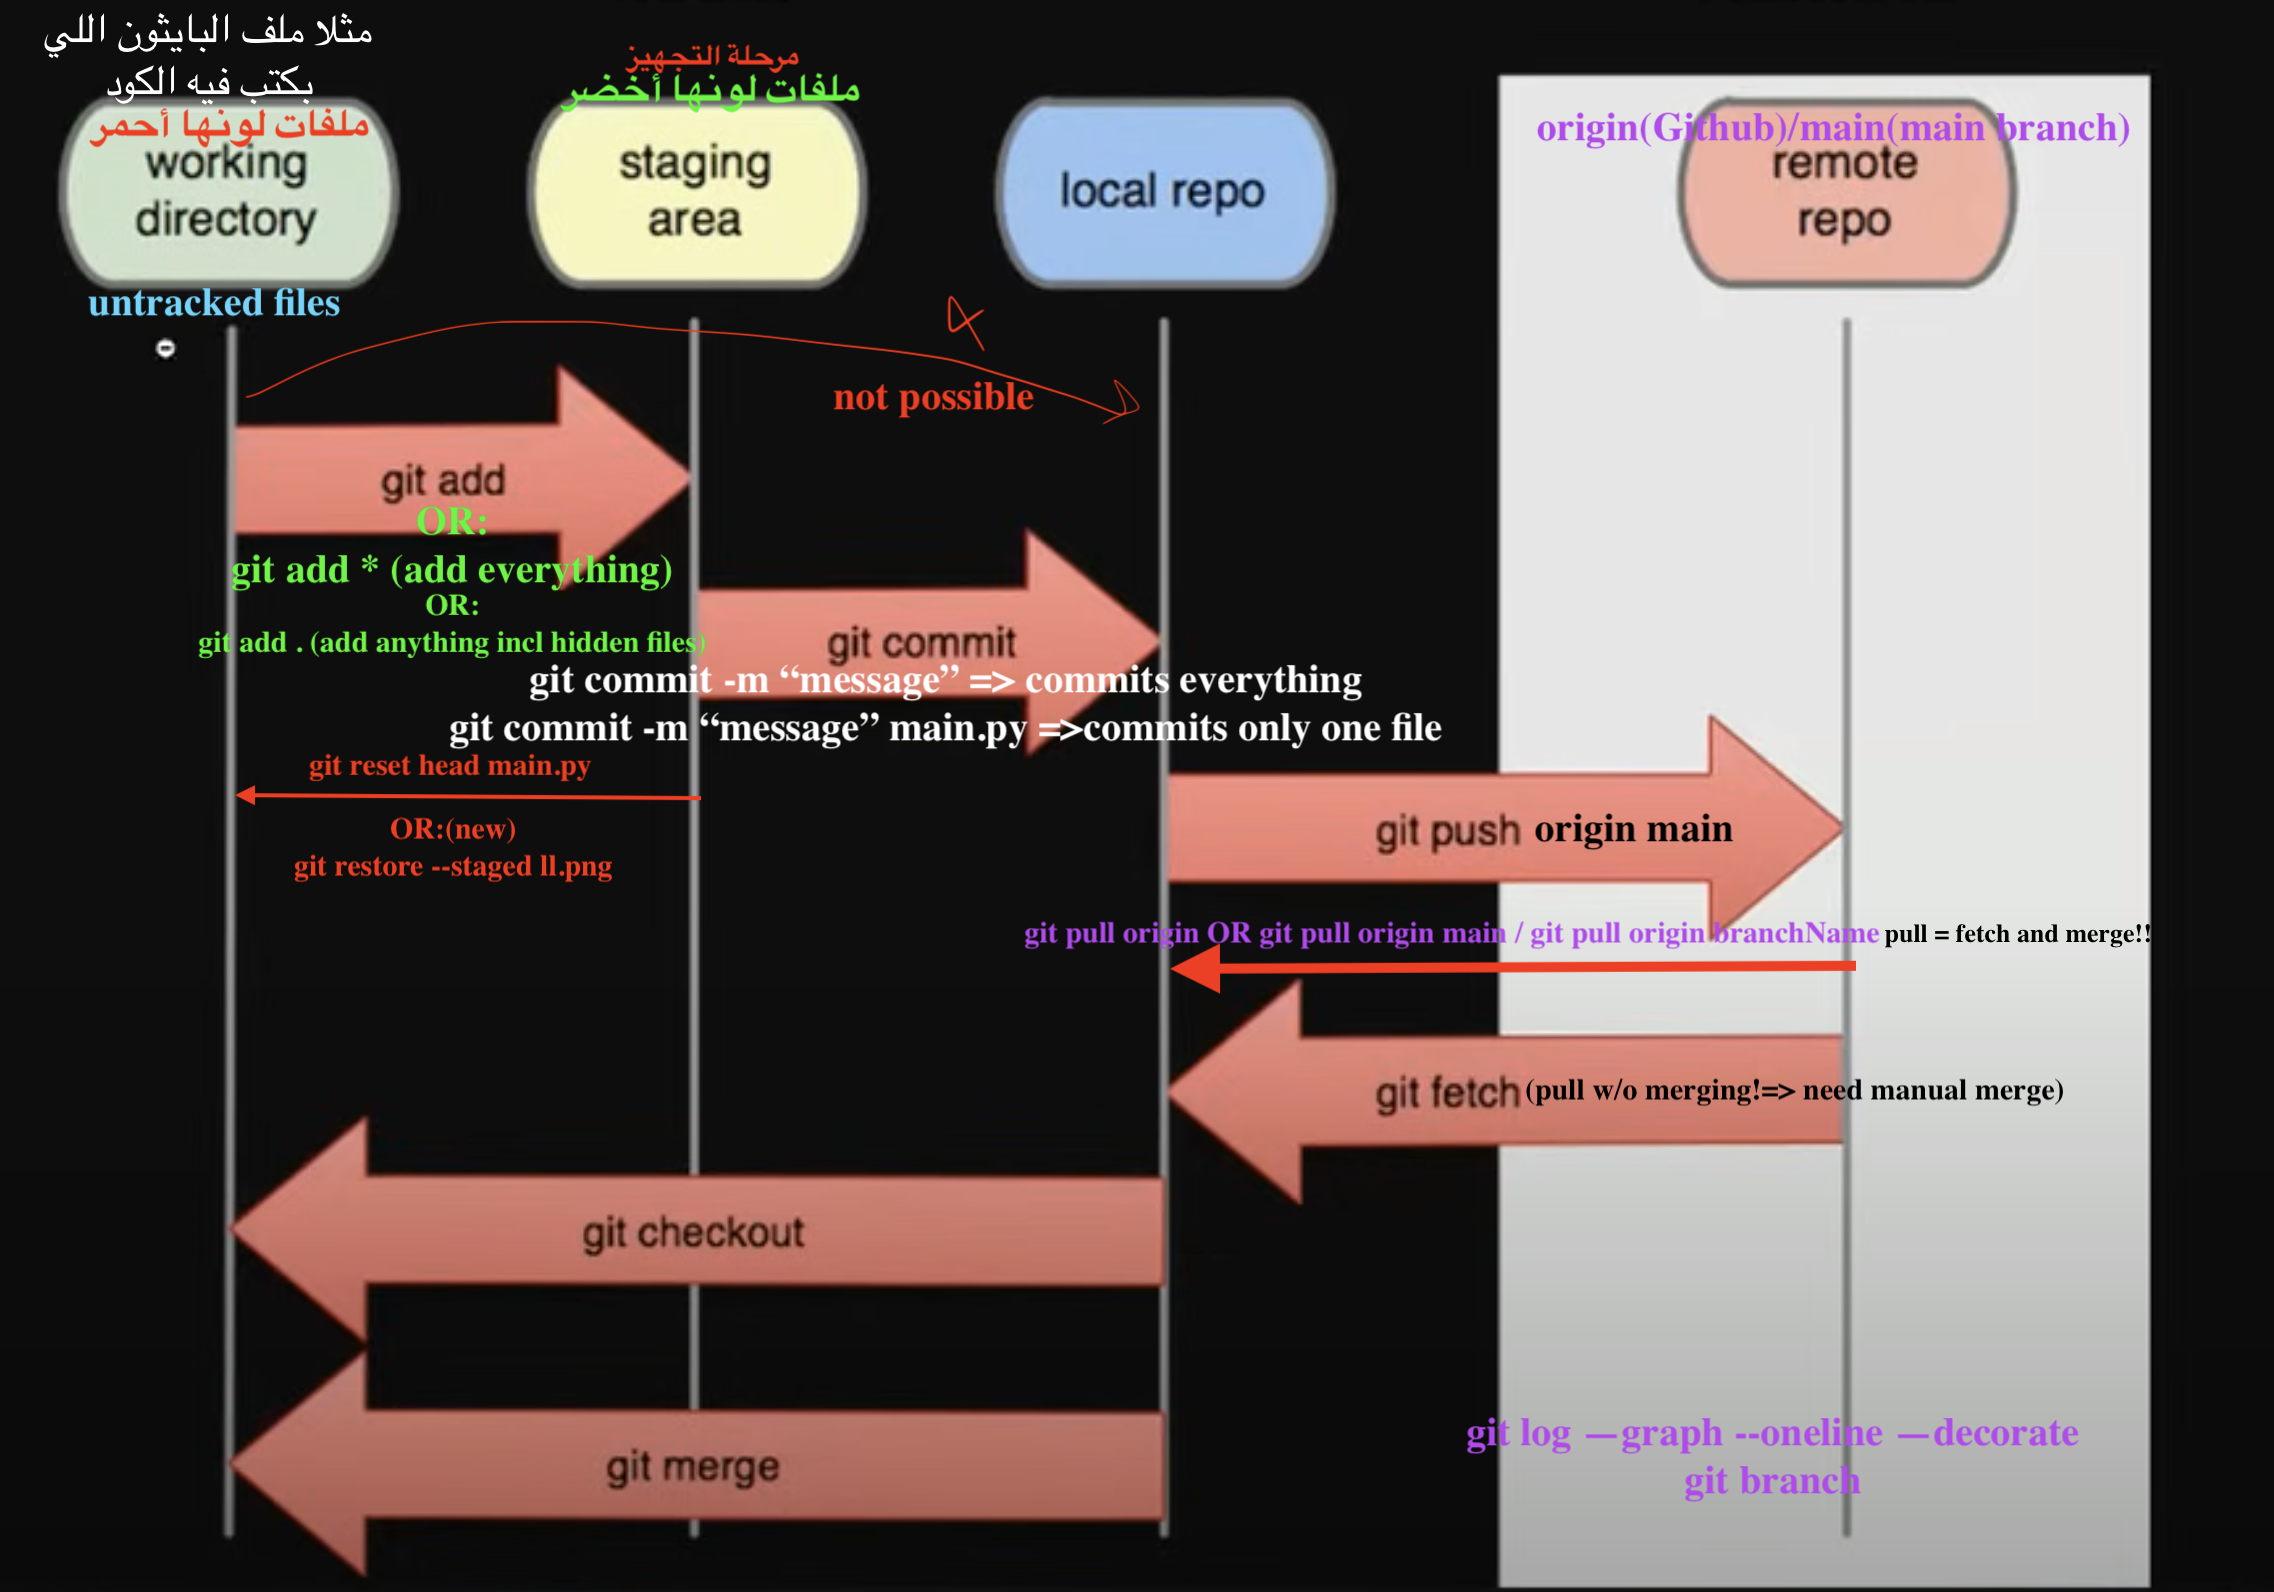 مثلا ملف البايثون اللي
بكتب فيه الكود
ملفات لونها أحمر
working
directory
untracked files
مرحلة التجهيز
ملفات لونها أخضر
staging
area
local repo
origin(Github)/main(main branch)
remote
repo
not possible
git add
OR:
git add * (add everything)
OR:
git add . (add anything incl hidden files)
git commit
git commit -m “message” => commits everything
git commit -m “message” main.py =>commits only one file
git reset head main.py
OR:(new)
git restore --staged ll.png
git push origin main
git pull origin OR git pull origin main / git pull origin branchName pull = fetch and merge!!
git fetch (pull w/o merging!=> need manual merge)
git checkout
git merge
git log —graph --oneline —decorate
git branch